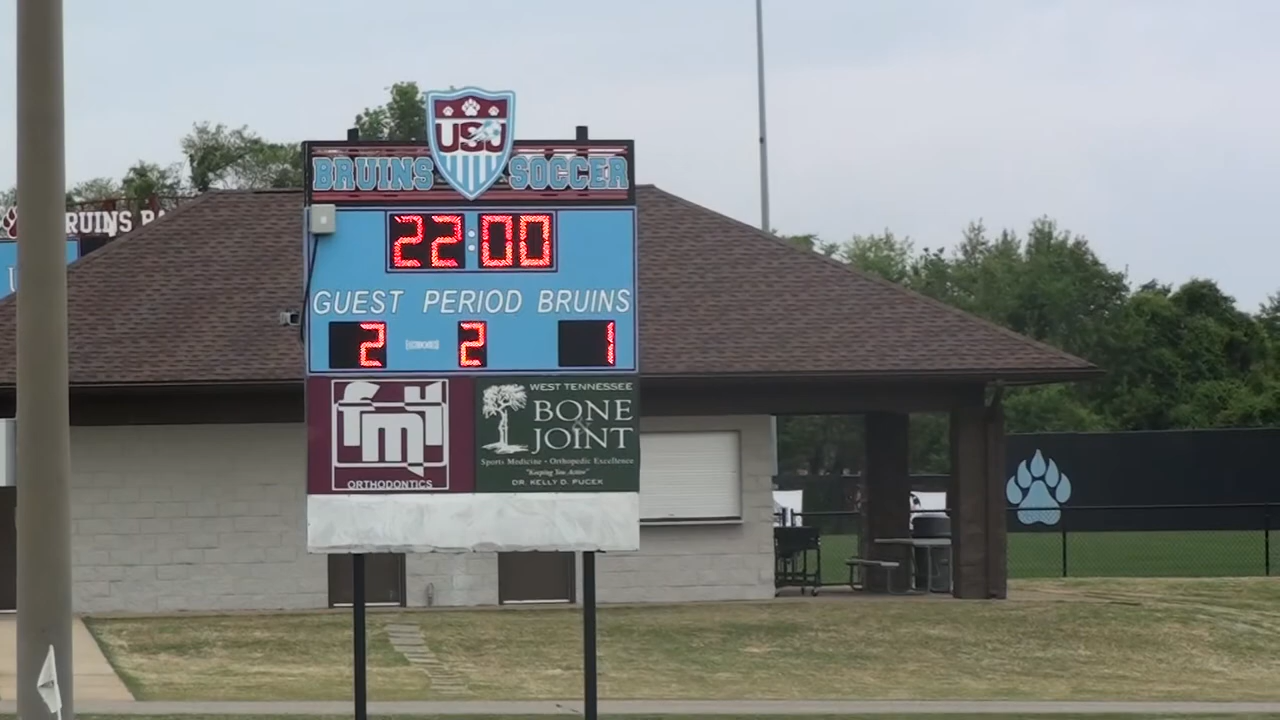 USJ
BRUINS SOCCER
RUINS
22:00
GUEST PERIOD BRUINS
2 2 1
WEST TENNESSEE
BONE
&
JOINT
Sports Medicine • Orthopedic Excellence
"Keeping You Active"
DR. KELLY D. PUCEK
ORTHODONTICS